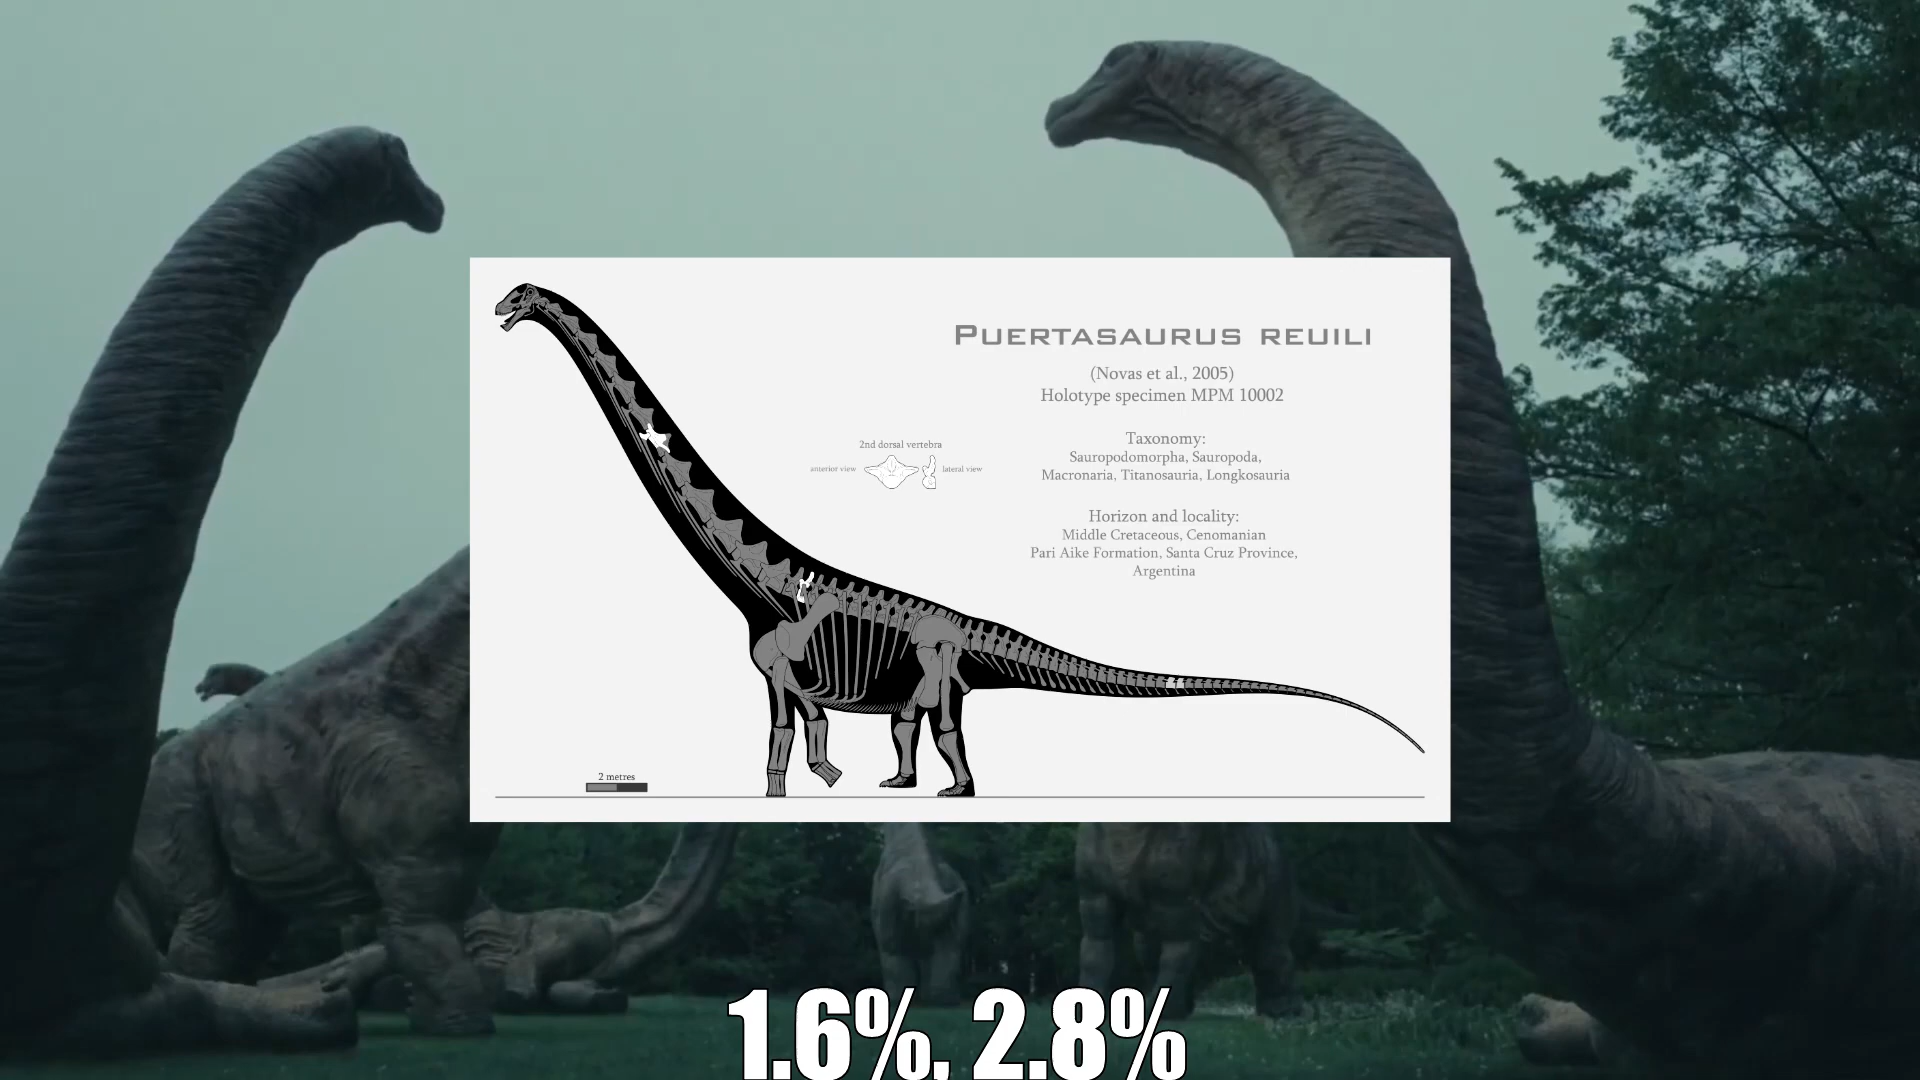 PUERTASAURUS REUILI
(Novas et al., 2005)
Holotype specimen MPM 10002
2nd dorsal vertebra
anterior view
lateral view
Taxonomy:
Sauropodomorpha, Sauropoda,
Macronaria, Titanosauria, Longkosauria
Horizon and locality:
Middle Cretaceous, Cenomanian
Pari Aike Formation, Santa Cruz Province,
Argentina
2 metres
1.6%, 2.8%